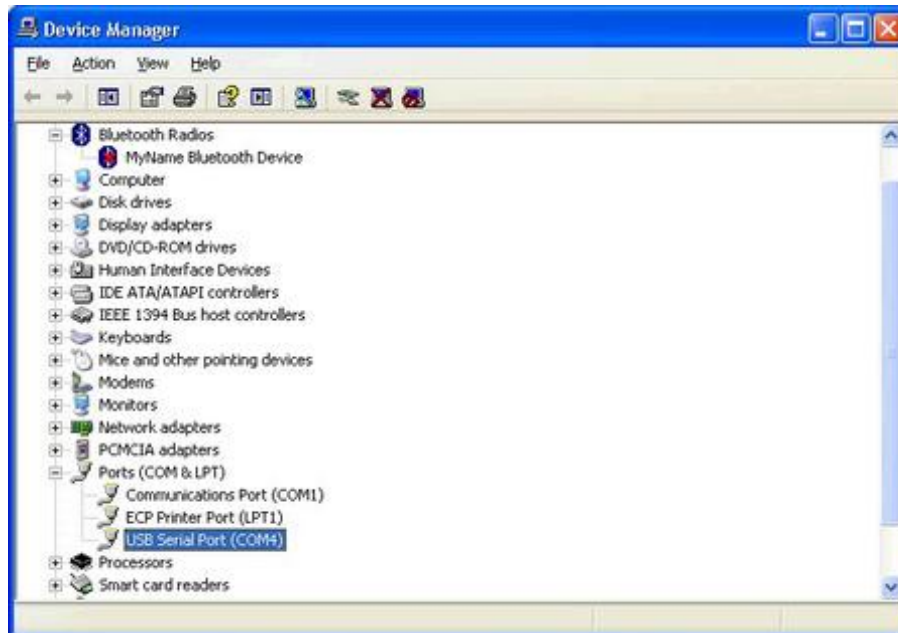 Device Manager
File Action View Help
Bluetooth Radios
MyName Bluetooth Device
Computer
Disk drives
Display adapters
DVD/CD-ROM drives
Human Interface Devices
IDE ATA/ATAPI controllers
IEEE 1394 Bus host controllers
Keyboards
Mice and other pointing devices
Modems
Monitors
Network adapters
PCMCIA adapters
Ports (COM & LPT)
Communications Port (COM1)
ECP Printer Port (LPT1)
USB Serial Port (COM4)
Processors
Smart card readers